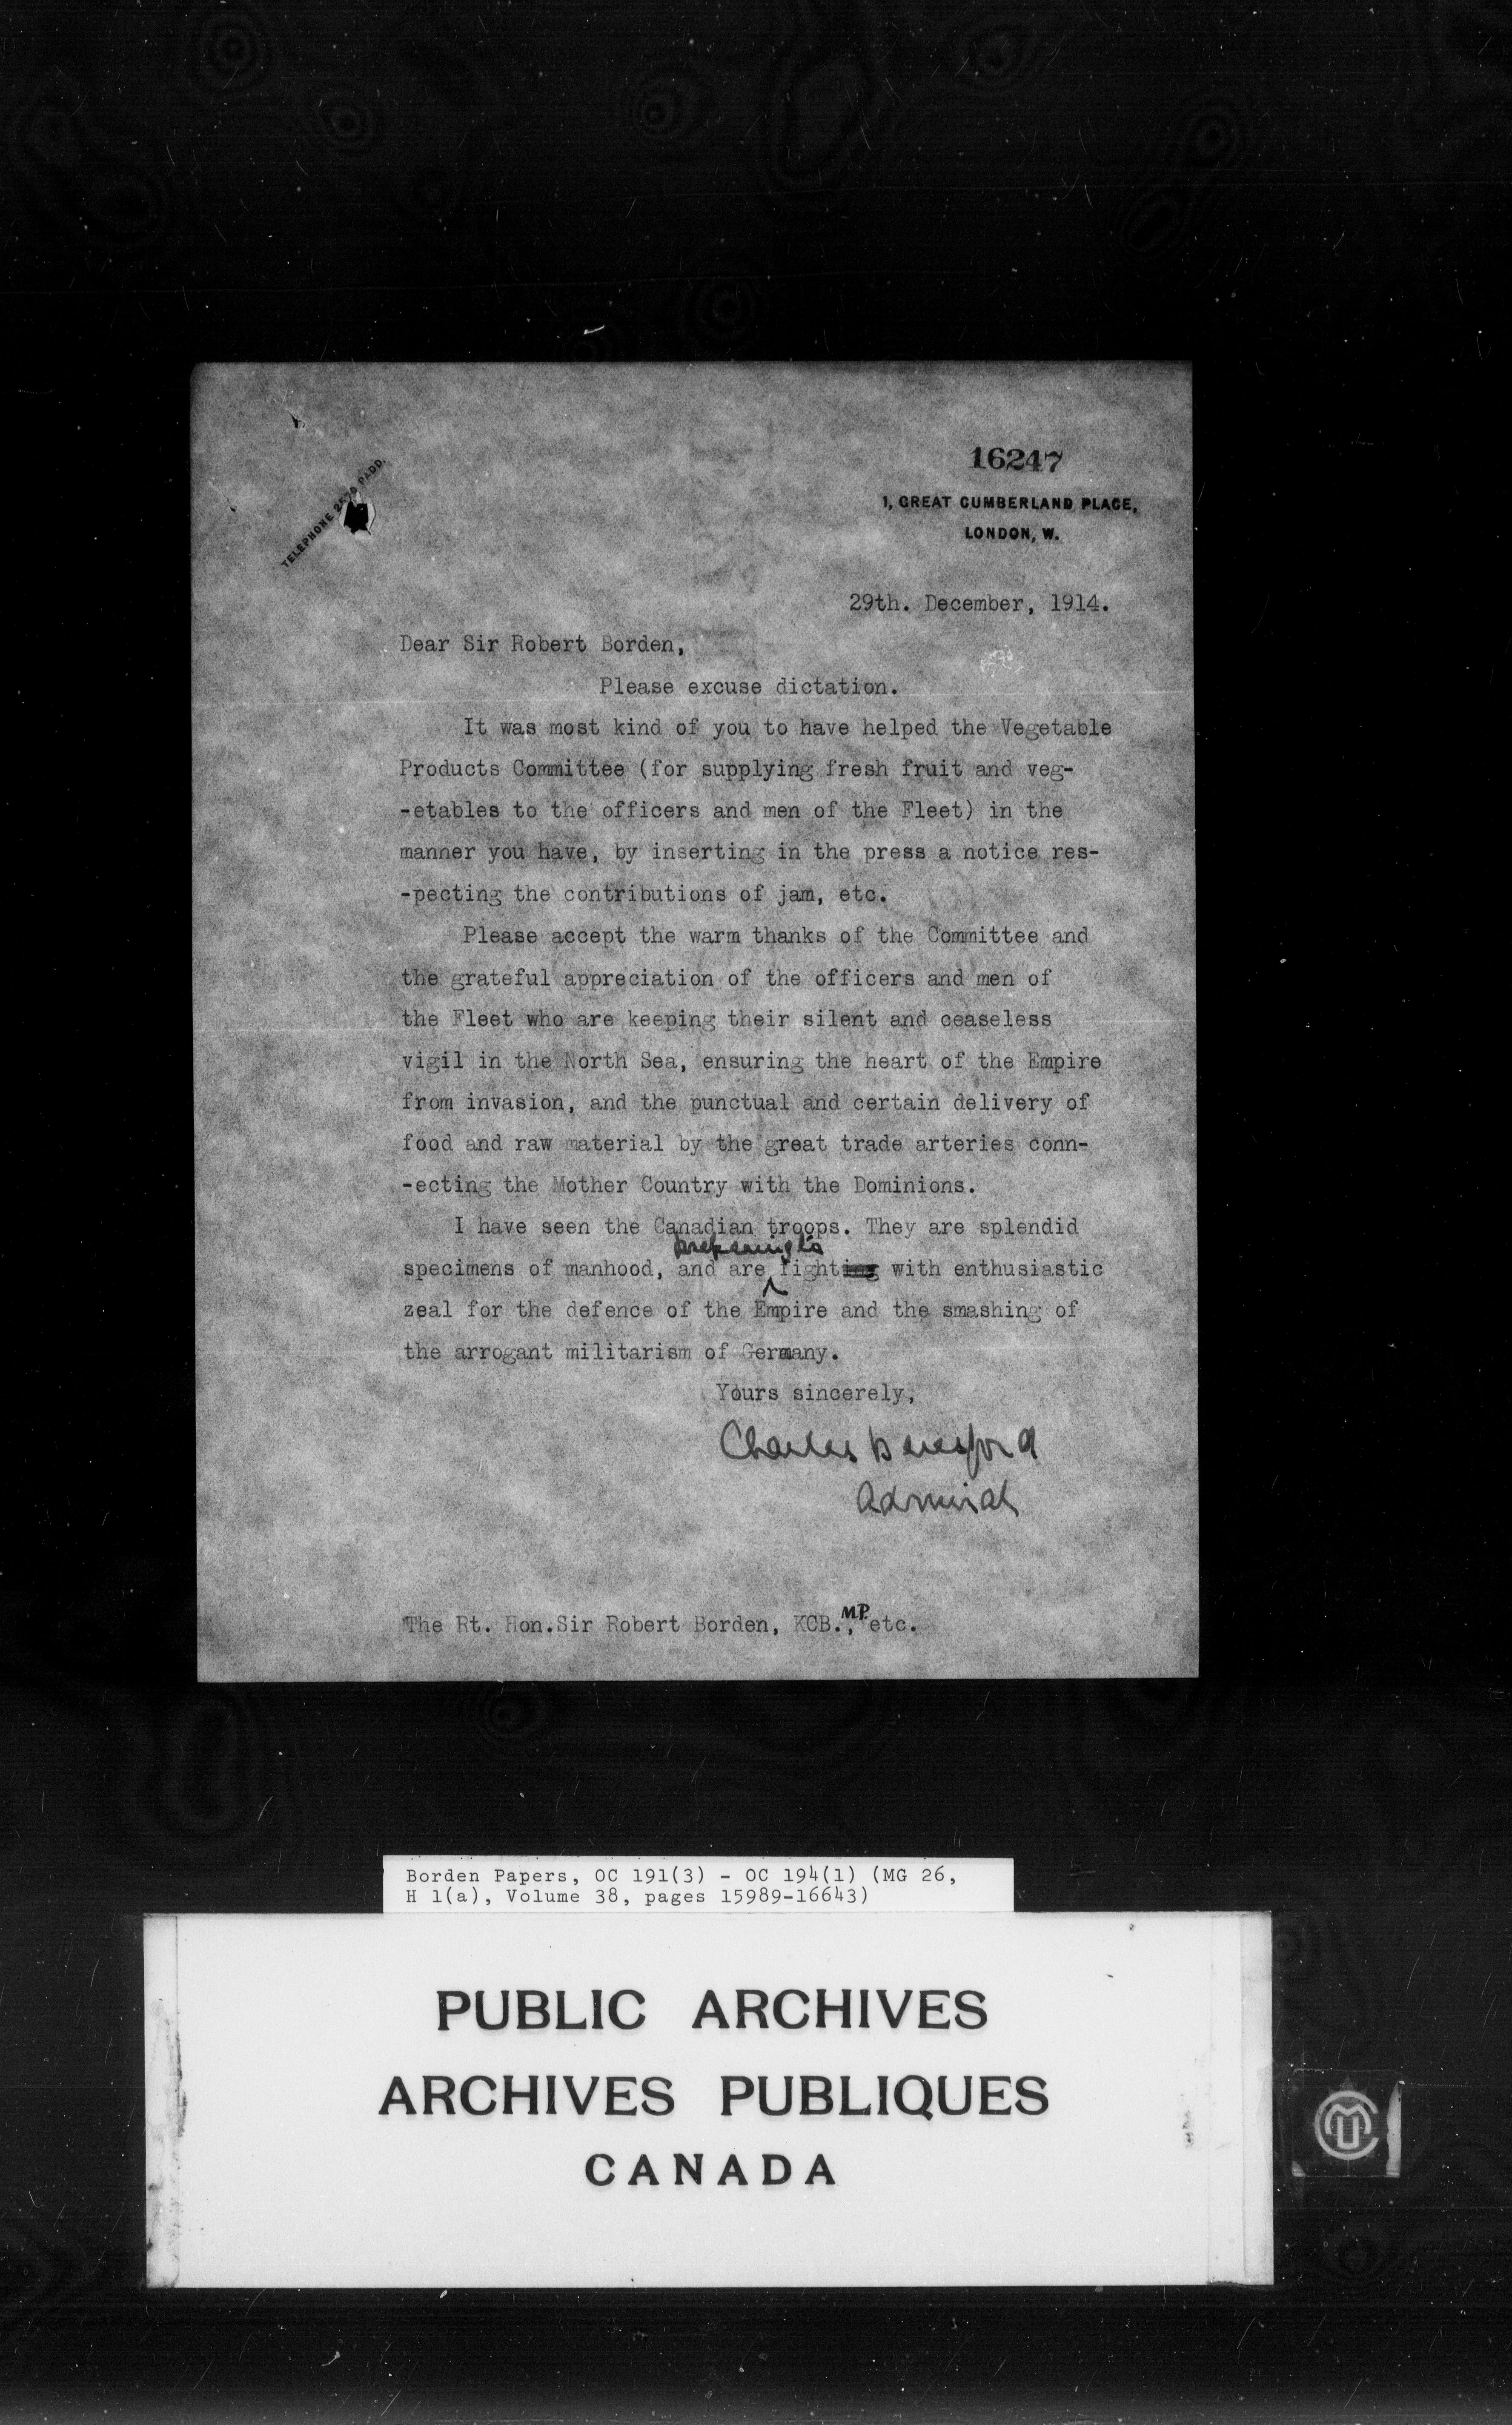 16247
TELEPHONE 2570 PADD.
1, GREAT CUMBERLAND PLACE,
LONDON, W.
29th. December, 1914.
Dear Sir Robert Borden,
Please excuse dictation.
It was most kind of you to have helped the Vegetable
Products Committee (for supplying fresh fruit and veg-
-etables to the officers and men of the Fleet) in the
manner you have, by inserting in the press a notice res-
-pecting the contributions of jam, etc.
Please accept the warm thanks of the Committee and
the grateful appreciation of the officers and men of
the Fleet who are keeping their silent and ceaseless
vigil in the North Sea, ensuring the heart of the Empire
from invasion, and the punctual and certain delivery of
food and raw material by the great trade arteries conn-
-ecting the Mother Country with the Dominions.
I have seen the Canadian troops. They are splendid
preparing to
specimens of manhood, and are fighting with enthusiastic
zeal for the defence of the Empire and the smashing of
the arrogant militarism of Germany.
Yours sincerely,
Charles Beresford
Admiral
M.P.
The Rt. Hon.Sir Robert Borden, KCB., etc.
Borden Papers, OC 191(3) - OC 194(1) (MG 26,
H 1(a), Volume 38, pages 15989-16643)
PUBLIC ARCHIVES
ARCHIVES PUBLIQUES
CANADA